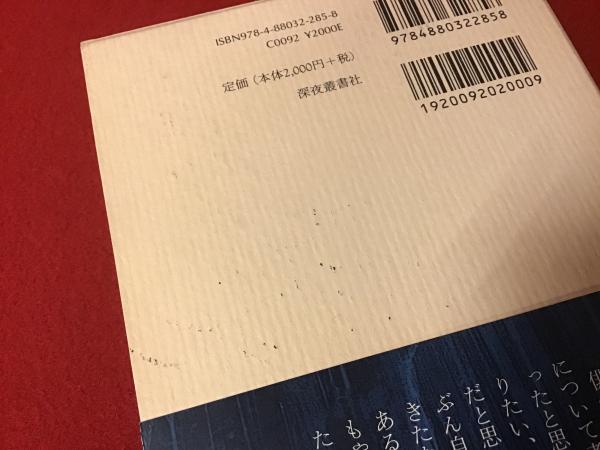 ISBN978-4-88032-285-8
C0092 ¥2000E
定価（本体2,000円＋税）
深夜叢書社
9784880322858
1920092020009
について
ったと思
りたい、
だと思
ぶん自
きた
ある
もや
た